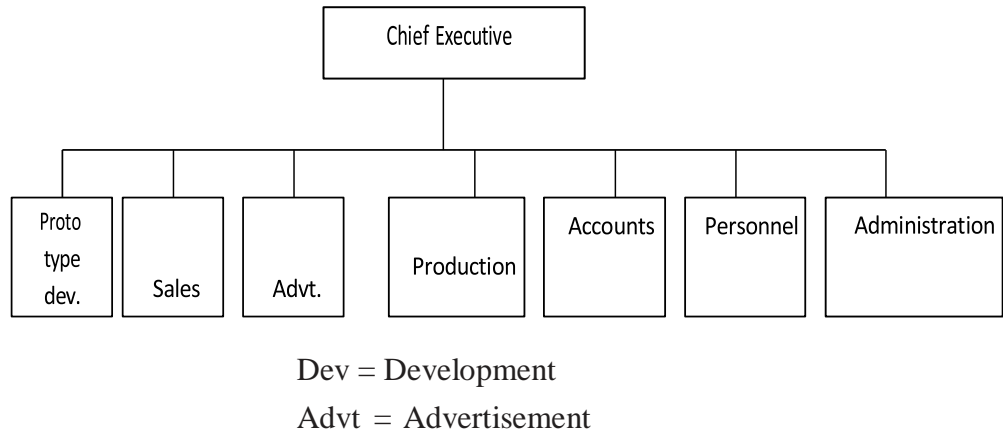 Chief Executive
Proto
type
dev.
Sales
Advt.
Production
Accounts
Personnel
Administration
Dev = Development
Advt = Advertisement